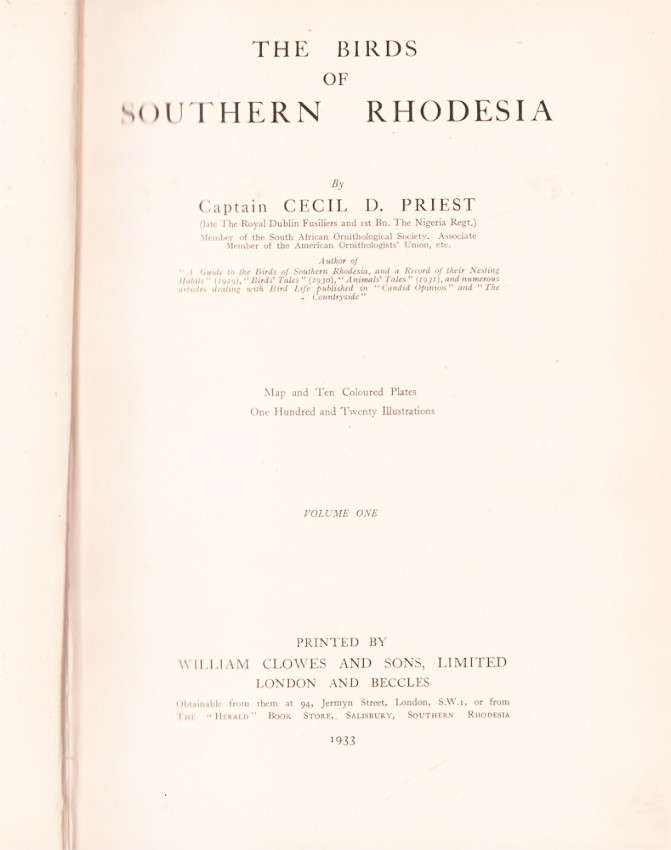 THE BIRDS
OF
SOUTHERN RHODESIA
By
Captain CECIL D. PRIEST
(late The Royal Dublin Fusiliers and 1st Bn. The Nigeria Regt.)
Member of the South African Ornithological Society. Associate
Member of the American Ornithologists' Union, etc.
Author of
"A Guide to the Birds of Southern Rhodesia, and a Record of their Nesting
Habits" (1929), "Birds' Tales" (1930), "Animals' Tales" (1931), and numerous
articles dealing with Bird Life published in "Candid Opinion" and "The
Countryside"
Map and Ten Coloured Plates
One Hundred and Twenty Illustrations
VOLUME ONE
PRINTED BY
WILLIAM CLOWES AND SONS, LIMITED
LONDON AND BECCLES
Obtainable from them at 94, Jermyn Street, London, S.W.1, or from
The "Herald" Book Store, Salisbury, Southern Rhodesia
1933